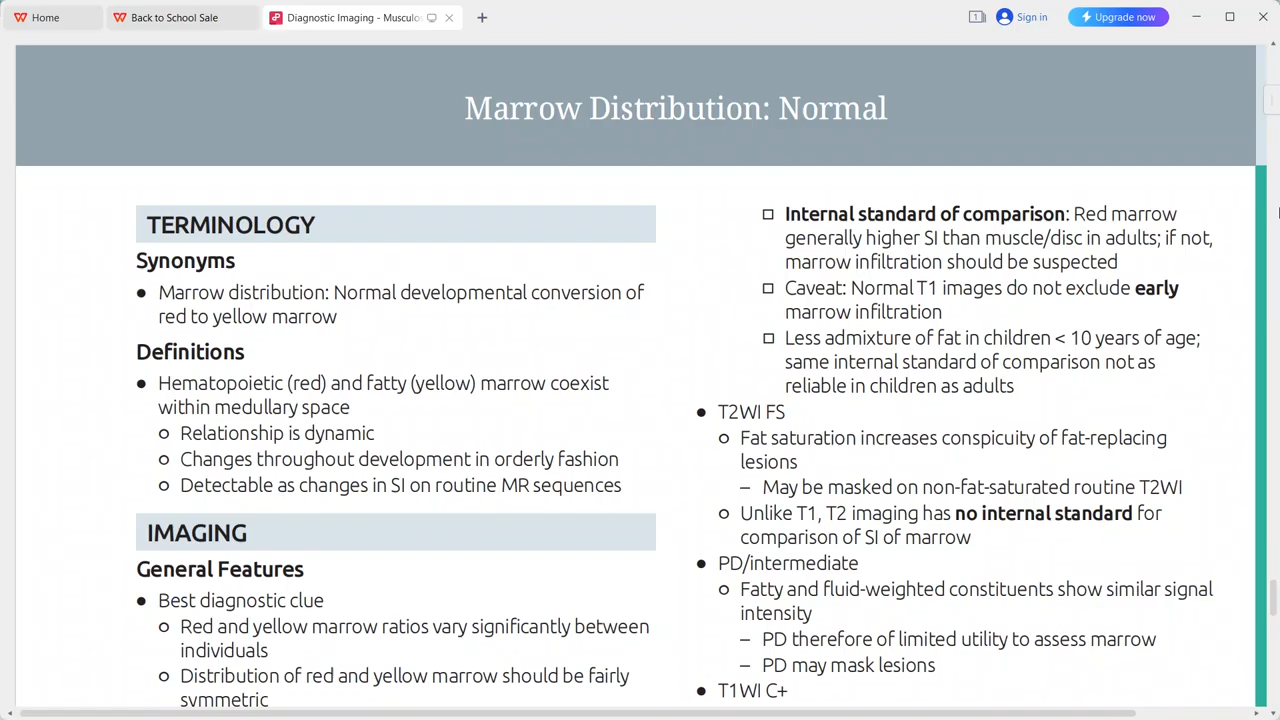 Home
Back to School Sale
Diagnostic Imaging - Musculo
1
Sign in
Upgrade now
Marrow Distribution: Normal
TERMINOLOGY
Synonyms
● Marrow distribution: Normal developmental conversion of
red to yellow marrow
Definitions
● Hematopoietic (red) and fatty (yellow) marrow coexist
within medullary space
○ Relationship is dynamic
○ Changes throughout development in orderly fashion
○ Detectable as changes in SI on routine MR sequences
IMAGING
General Features
● Best diagnostic clue
○ Red and yellow marrow ratios vary significantly between
individuals
○ Distribution of red and yellow marrow should be fairly
symmetric
□ Internal standard of comparison: Red marrow
generally higher SI than muscle/disc in adults; if not,
marrow infiltration should be suspected
□ Caveat: Normal T1 images do not exclude early
marrow infiltration
□ Less admixture of fat in children < 10 years of age;
same internal standard of comparison not as
reliable in children as adults
● T2WI FS
○ Fat saturation increases conspicuity of fat-replacing
lesions
– May be masked on non-fat-saturated routine T2WI
○ Unlike T1, T2 imaging has no internal standard for
comparison of SI of marrow
● PD/intermediate
○ Fatty and fluid-weighted constituents show similar signal
intensity
– PD therefore of limited utility to assess marrow
– PD may mask lesions
● T1WI C+